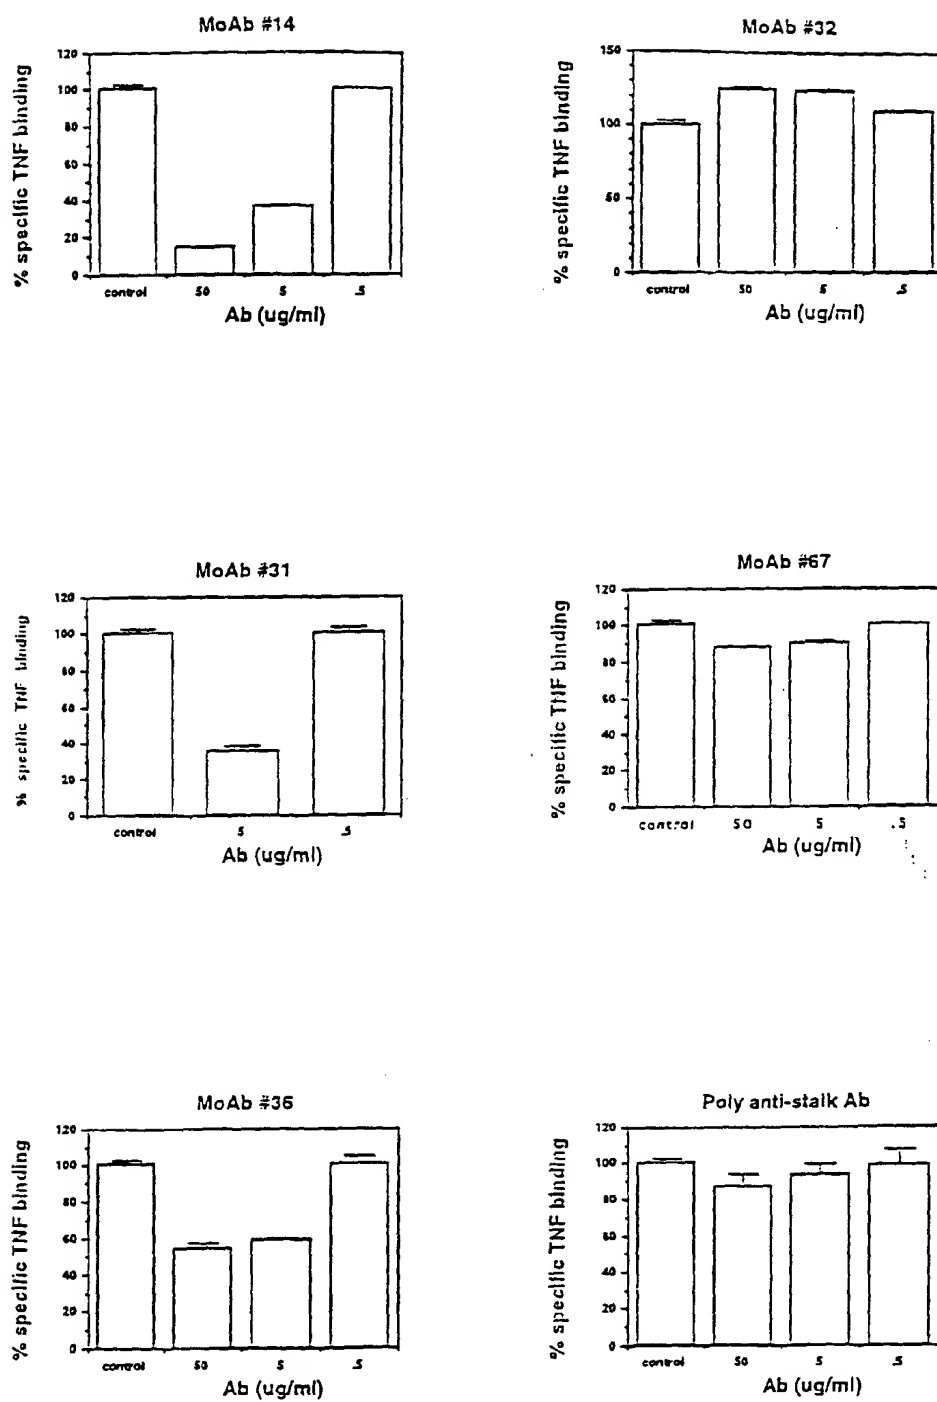 MoAb #14
% specific TNF binding
120
100
80
60
40
20
0
control 50 5 .5
Ab (ug/ml)
MoAb #32
% specific TNF binding
150
100
50
0
control 50 5 .5
Ab (ug/ml)
MoAb #31
% specific TNF binding
120
100
80
60
40
20
0
control 5 .5
Ab (ug/ml)
MoAb #67
% specific TNF binding
120
100
80
60
40
20
0
control 50 5 .5
Ab (ug/ml)
MoAb #36
% specific TNF binding
120
100
80
60
40
20
0
control 50 5 .5
Ab (ug/ml)
Poly anti-stalk Ab
% specific TNF binding
120
100
80
60
40
20
0
control 50 5 .5
Ab (ug/ml)